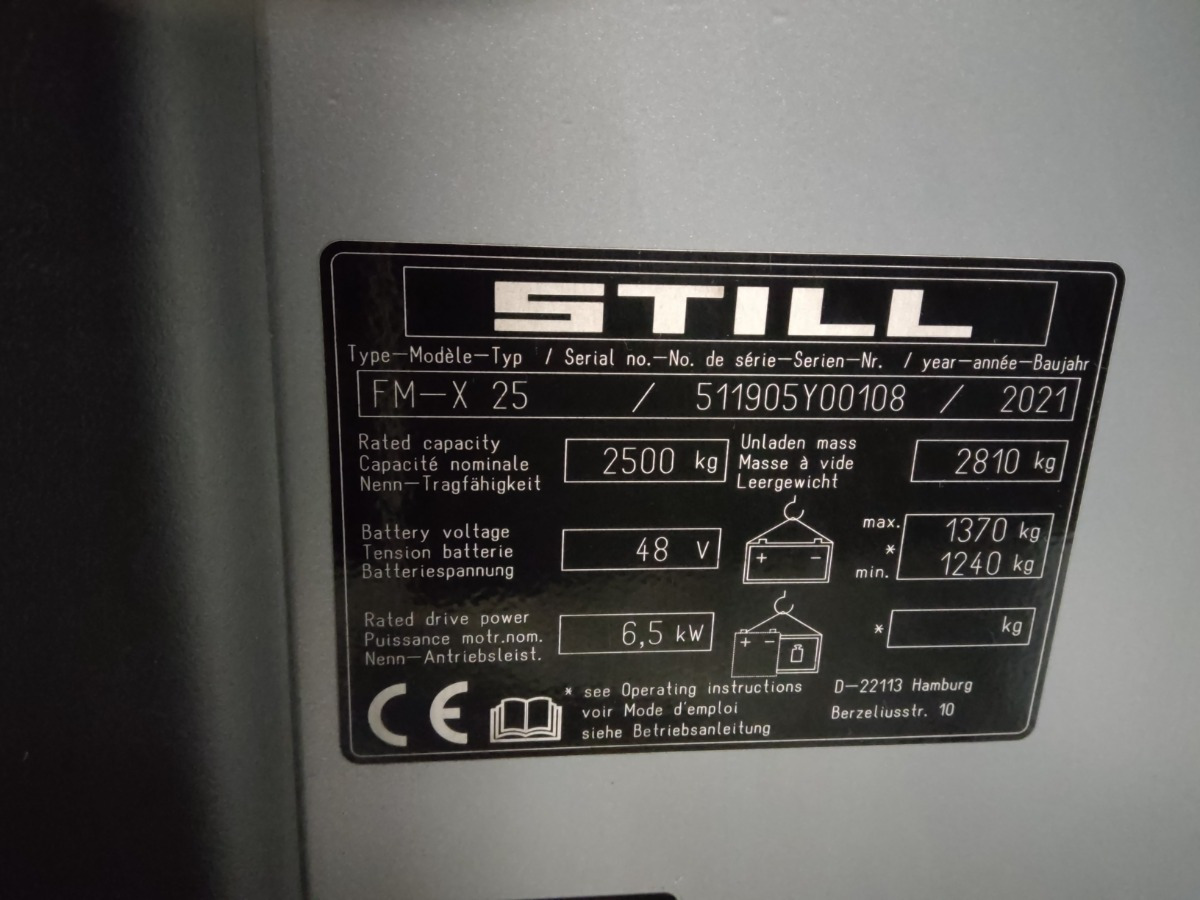 STILL
Type—Modèle—Typ / Serial no.—No. de série—Serien—Nr. / year—année—Baujahr
FM—X 25 / 511905Y00108 / 2021
Rated capacity
Capacité nominale
Nenn—Tragfähigkeit
2500 kg
Unladen mass
Masse à vide
Leergewicht
2810 kg
Battery voltage
Tension batterie
Batteriespannung
48 V
+ −
max. 1370 kg
*
min. 1240 kg
Rated drive power
Puissance motr.nom.
Nenn—Antriebsleist.
6,5 kW
+ −
* kg
CE
* see Operating instructions
voir Mode d'emploi
siehe Betriebsanleitung
D—22113 Hamburg
Berzeliusstr. 10